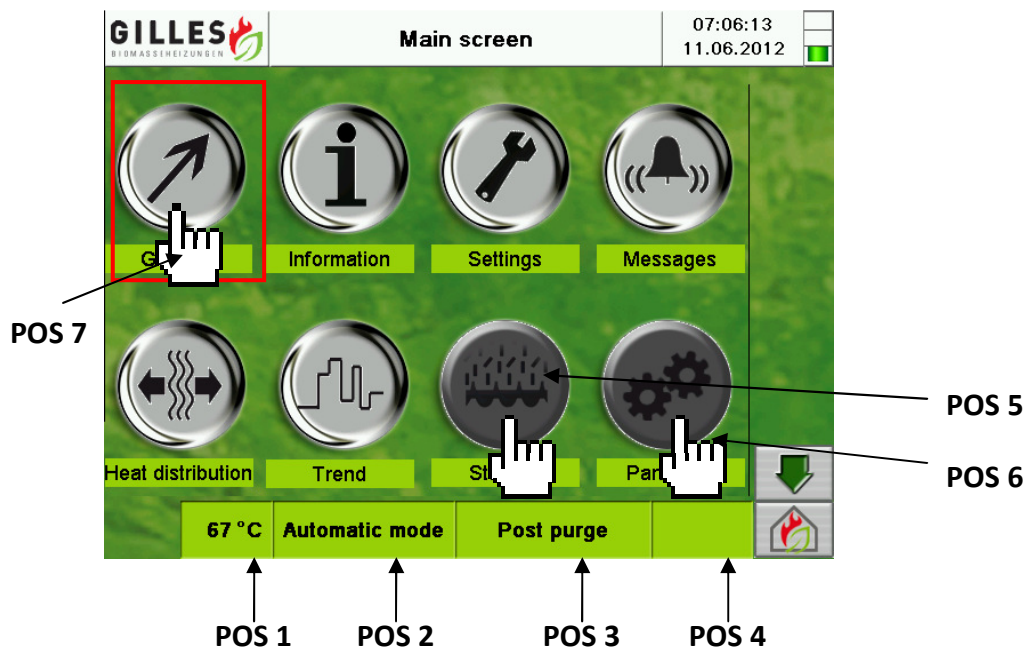 GILLES
BIOMASSEHEIZUNGEN
Main screen
07:06:13
11.06.2012
Information
Settings
Messages
POS 7
POS 5
Heat distribution
Trend
POS 6
67 °C
Automatic mode
Post purge
POS 1
POS 2
POS 3
POS 4